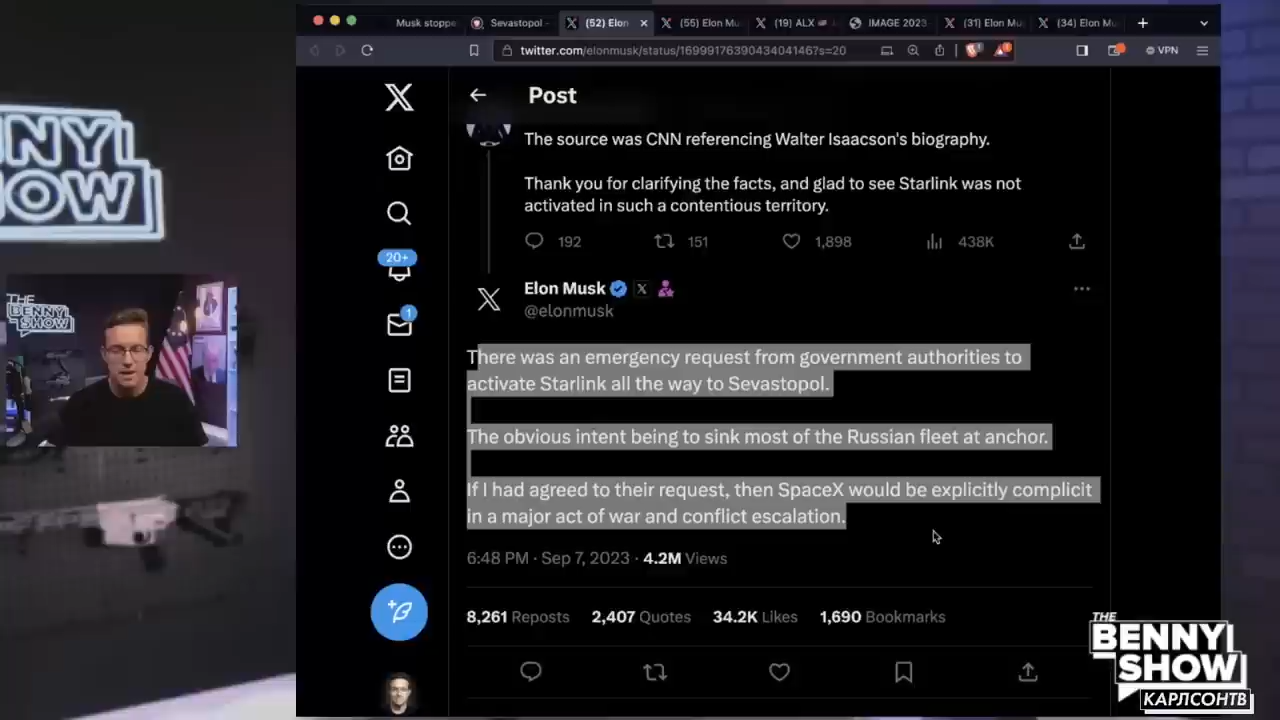 Musk stoppe
Sevastopol -
(52) Elon
(55) Elon Mu
(19) ALX
IMAGE 2023
(31) Elon Mu
(34) Elon Mu
twitter.com/elonmusk/status/1699917639043404146?s=20
VPN
NNY
OW
THE
BENNY
SHOW
20+
1
Post
The source was CNN referencing Walter Isaacson's biography.
Thank you for clarifying the facts, and glad to see Starlink was not
activated in such a contentious territory.
192 151 1,898 438K
Elon Musk
@elonmusk
There was an emergency request from government authorities to
activate Starlink all the way to Sevastopol.
The obvious intent being to sink most of the Russian fleet at anchor.
If I had agreed to their request, then SpaceX would be explicitly complicit
in a major act of war and conflict escalation.
6:48 PM · Sep 7, 2023 · 4.2M Views
8,261 Reposts 2,407 Quotes 34.2K Likes 1,690 Bookmarks
THE
BENNY
SHOW
КАРЛСОНТВ